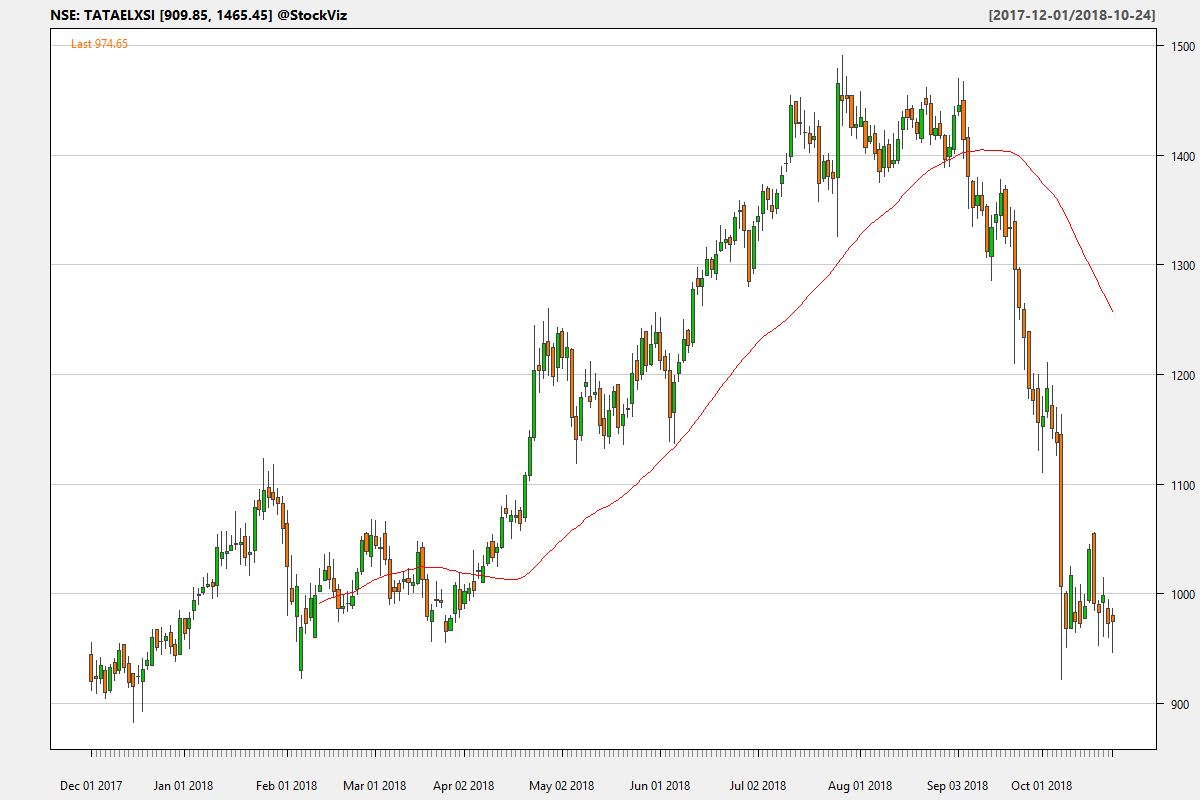 NSE: TATAELXSI [909.85, 1465.45] @StockViz
[2017-12-01/2018-10-24]
Last 974.65
1500
1400
1300
1200
1100
1000
900
Dec 01 2017
Jan 01 2018
Feb 01 2018
Mar 01 2018
Apr 02 2018
May 02 2018
Jun 01 2018
Jul 02 2018
Aug 01 2018
Sep 03 2018
Oct 01 2018